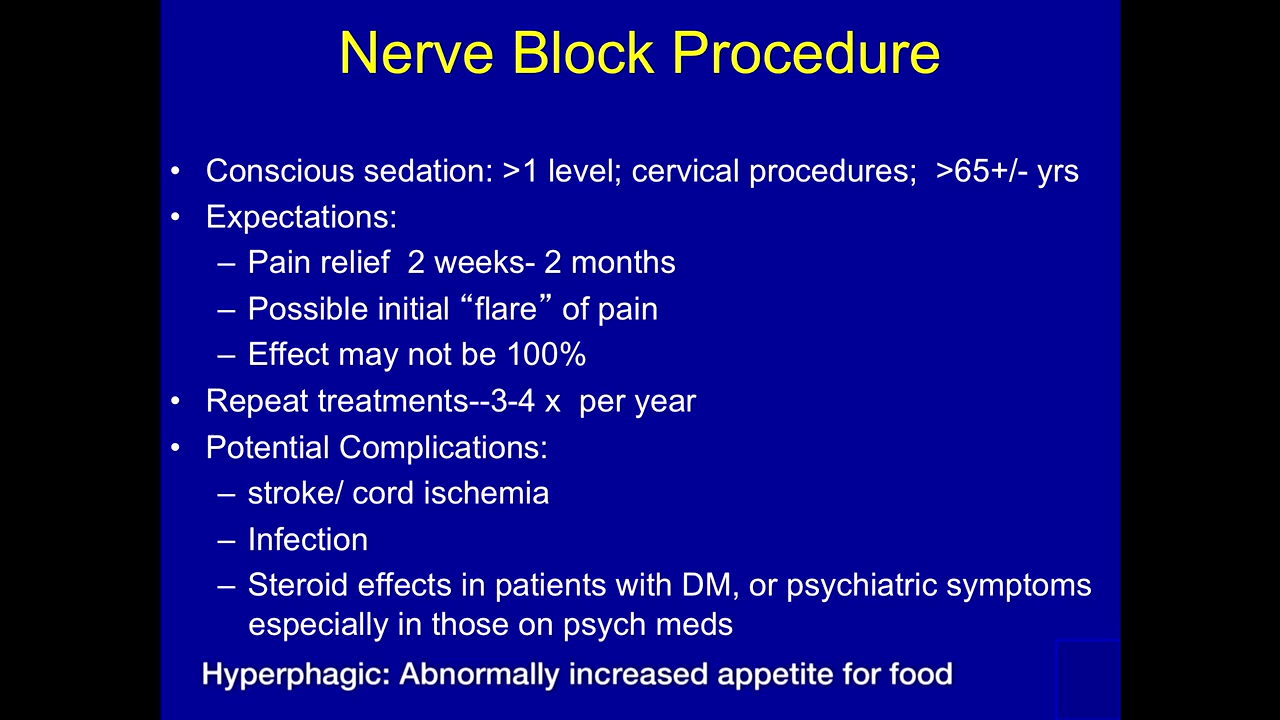 Nerve Block Procedure
• Conscious sedation: >1 level; cervical procedures;  >65+/- yrs
• Expectations:
– Pain relief  2 weeks- 2 months
– Possible initial “flare” of pain
– Effect may not be 100%
• Repeat treatments--3-4 x  per year
• Potential Complications:
– stroke/ cord ischemia
– Infection
– Steroid effects in patients with DM, or psychiatric symptoms
especially in those on psych meds
Hyperphagic: Abnormally increased appetite for food